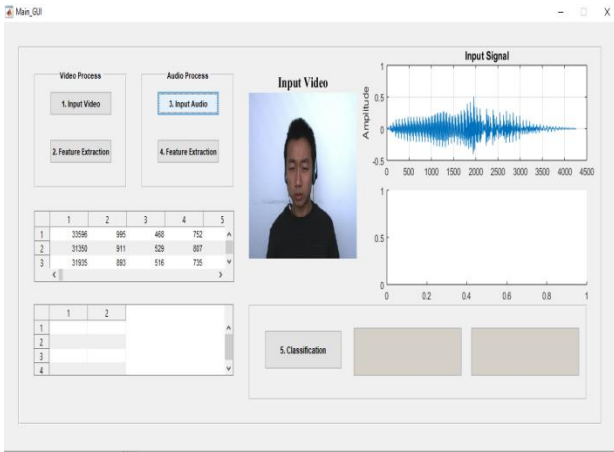 Main_GUI
Video Process
Audio Process
1. Input Video
3. Input Audio
2. Feature Extraction
4. Feature Extraction
Input Video
Input Signal
Amplitude
1
0.5
0
-0.5
0 500 1000 1500 2000 2500 3000 3500 4000 4500
1
0.5
0
0 0.2 0.4 0.6 0.8 1
1 2 3 4 5
1 33596 995 468 752
2 31350 911 529 807
3 31935 893 516 735
1 2
1
2
3
4
5. Classification